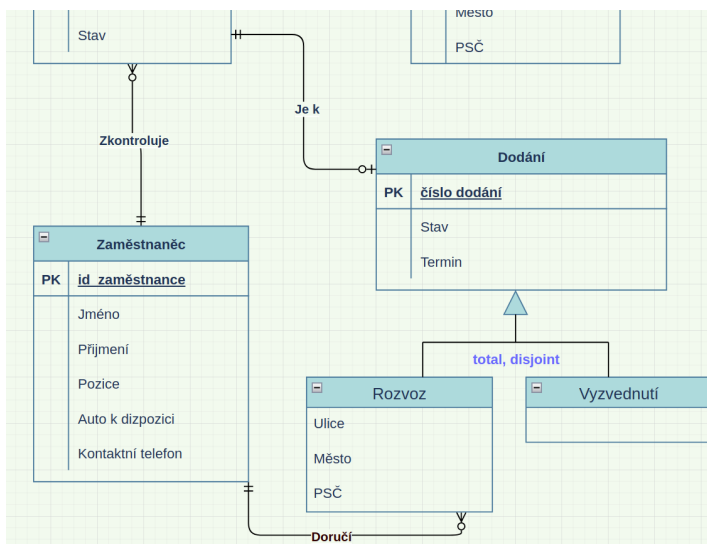 Stav
Město
PSČ
Je k
Zkontroluje
Dodání
PK číslo dodání
Stav
Termin
Zaměstnaněc
PK id_zaměstnance
Jméno
Přijmení
Pozice
Auto k dizpozici
Kontaktní telefon
total, disjoint
Rozvoz
Ulice
Město
PSČ
Vyzvednutí
Doručí